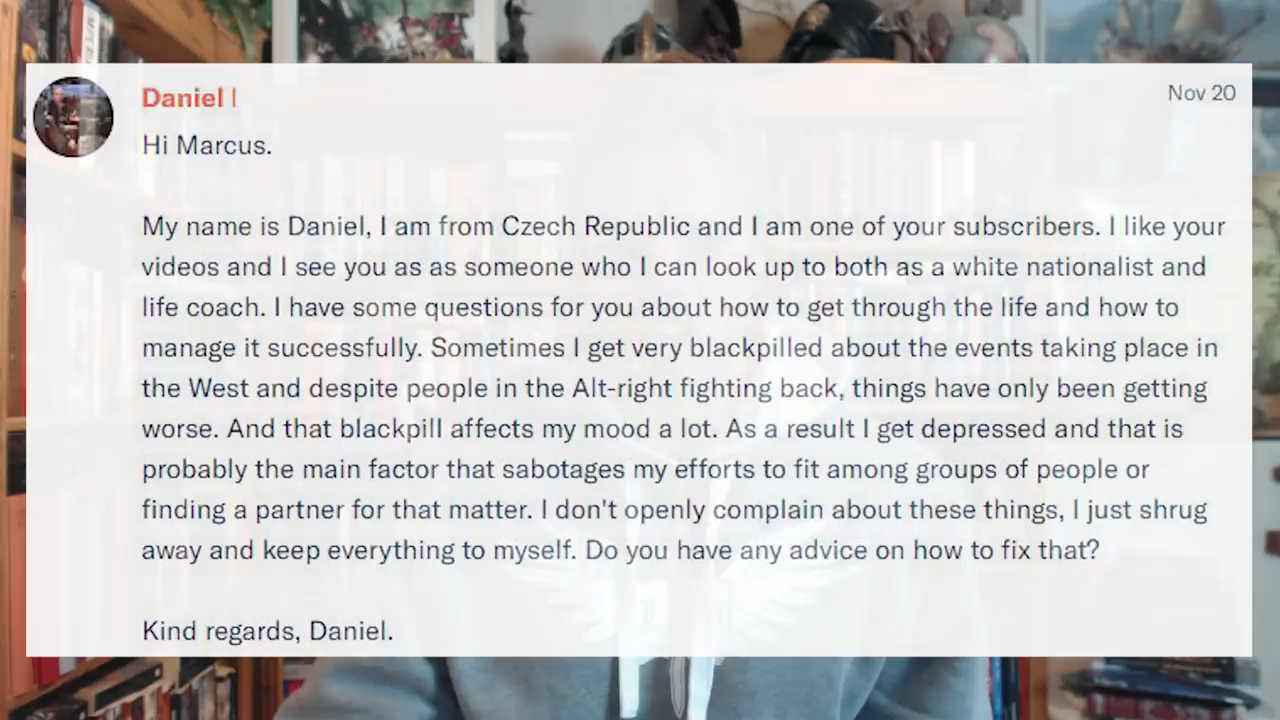 Daniel I
Nov 20
Hi Marcus.
My name is Daniel, I am from Czech Republic and I am one of your subscribers. I like your
videos and I see you as as someone who I can look up to both as a white nationalist and
life coach. I have some questions for you about how to get through the life and how to
manage it successfully. Sometimes I get very blackpilled about the events taking place in
the West and despite people in the Alt-right fighting back, things have only been getting
worse. And that blackpill affects my mood a lot. As a result I get depressed and that is
probably the main factor that sabotages my efforts to fit among groups of people or
finding a partner for that matter. I don't openly complain about these things, I just shrug
away and keep everything to myself. Do you have any advice on how to fix that?
Kind regards, Daniel.